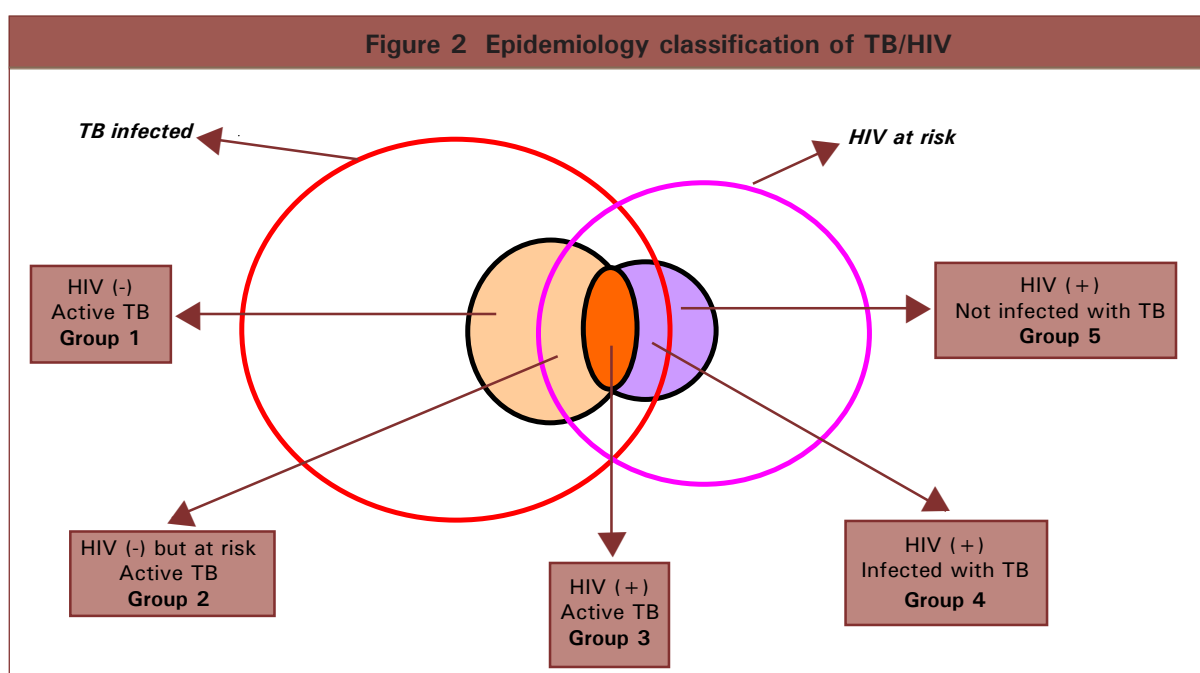 Figure 2 Epidemiology classification of TB/HIV
TB infected
HIV at risk
HIV (-)
Active TB
Group 1
HIV (+)
Not infected with TB
Group 5
HIV (-) but at risk
Active TB
Group 2
HIV (+)
Active TB
Group 3
HIV (+)
Infected with TB
Group 4